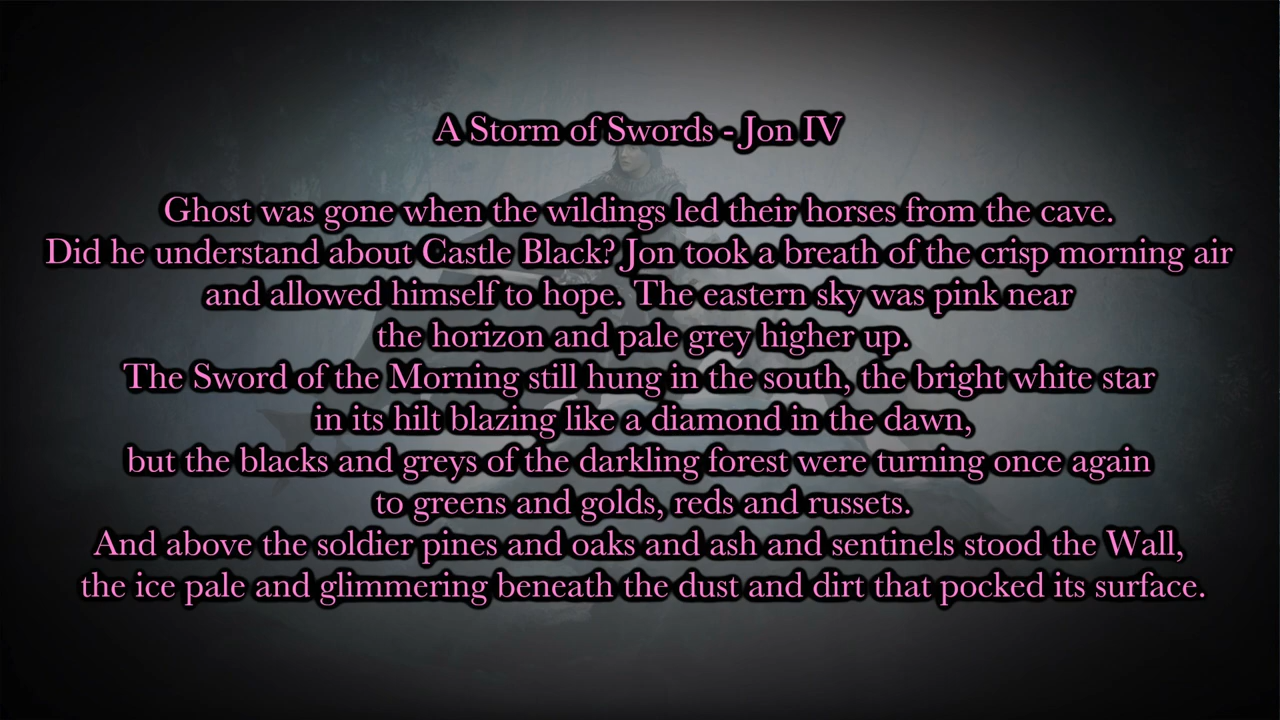 A Storm of Swords - Jon IV
Ghost was gone when the wildings led their horses from the cave.
Did he understand about Castle Black? Jon took a breath of the crisp morning air
and allowed himself to hope. The eastern sky was pink near
the horizon and pale grey higher up.
The Sword of the Morning still hung in the south, the bright white star
in its hilt blazing like a diamond in the dawn,
but the blacks and greys of the darkling forest were turning once again
to greens and golds, reds and russets.
And above the soldier pines and oaks and ash and sentinels stood the Wall,
the ice pale and glimmering beneath the dust and dirt that pocked its surface.